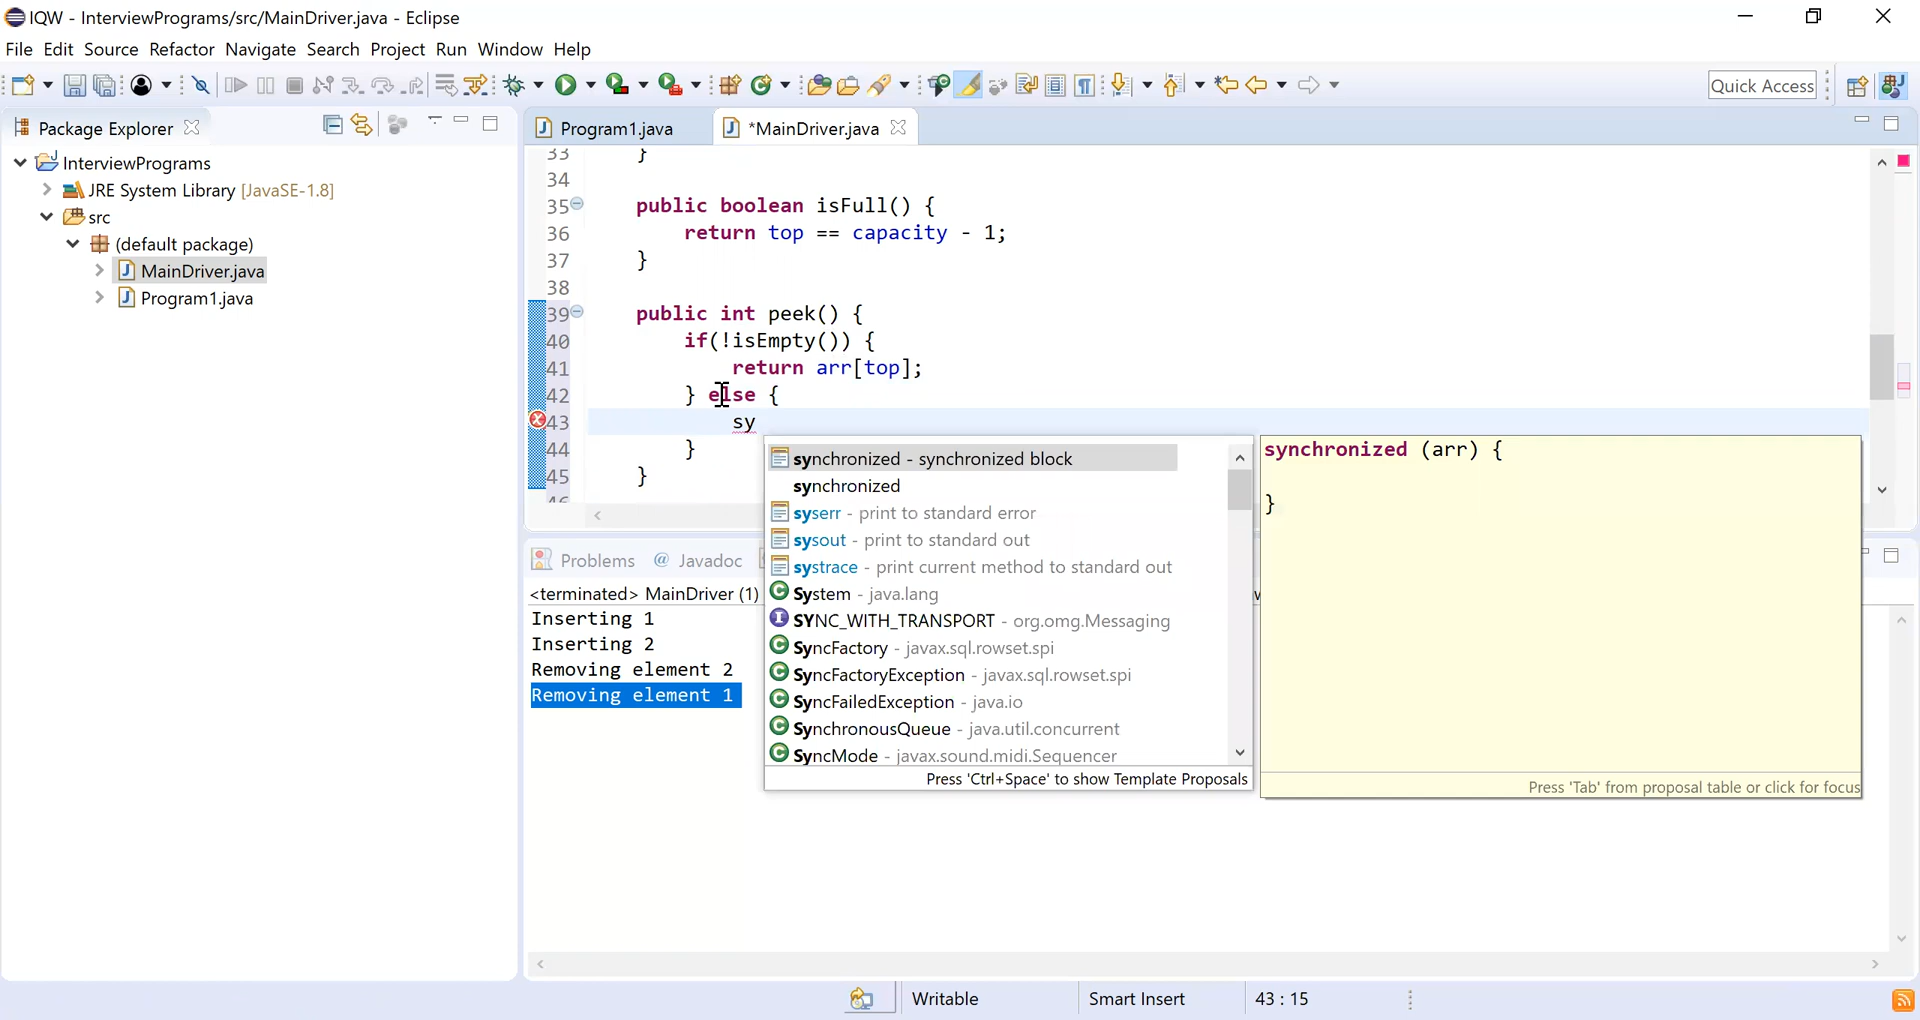 IQW - InterviewPrograms/src/MainDriver.java - Eclipse
File Edit Source Refactor Navigate Search Project Run Window Help
Quick Access
Package Explorer
InterviewPrograms
JRE System Library [JavaSE-1.8]
src
(default package)
MainDriver.java
Program1.java
Program1.java *MainDriver.java
33 }
34
35 public boolean isFull() {
36 return top == capacity - 1;
37 }
38
39 public int peek() {
40 if(!isEmpty()) {
41 return arr[top];
42 } else {
43 sy
44 }
45 }
46
synchronized - synchronized block
synchronized
syserr - print to standard error
sysout - print to standard out
systrace - print current method to standard out
System - java.lang
SYNC_WITH_TRANSPORT - org.omg.Messaging
SyncFactory - javax.sql.rowset.spi
SyncFactoryException - javax.sql.rowset.spi
SyncFailedException - java.io
SynchronousQueue - java.util.concurrent
SyncMode - javax.sound.midi.Sequencer
Press 'Ctrl+Space' to show Template Proposals
synchronized (arr) {
}
Press 'Tab' from proposal table or click for focus
Problems @ Javadoc
<terminated> MainDriver (1)
Inserting 1
Inserting 2
Removing element 2
Removing element 1
Writable Smart Insert 43 : 15